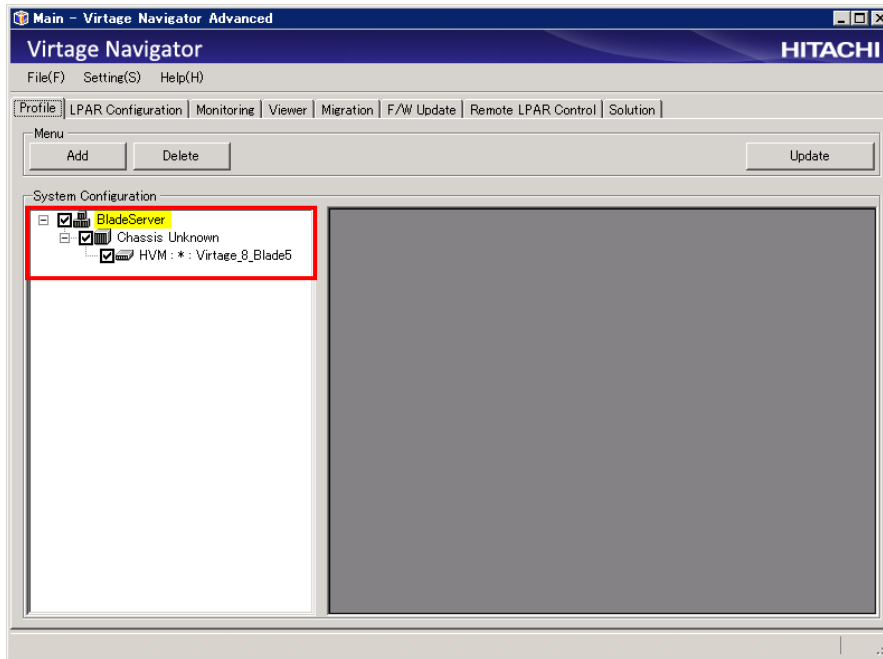 Main - Virtage Navigator Advanced
Virtage Navigator HITACHI
File(F) Setting(S) Help(H)
Profile LPAR Configuration Monitoring Viewer Migration F/W Update Remote LPAR Control Solution
Menu
Add Delete Update
System Configuration
BladeServer
Chassis Unknown
HVM : * : Virtage_8_Blade5